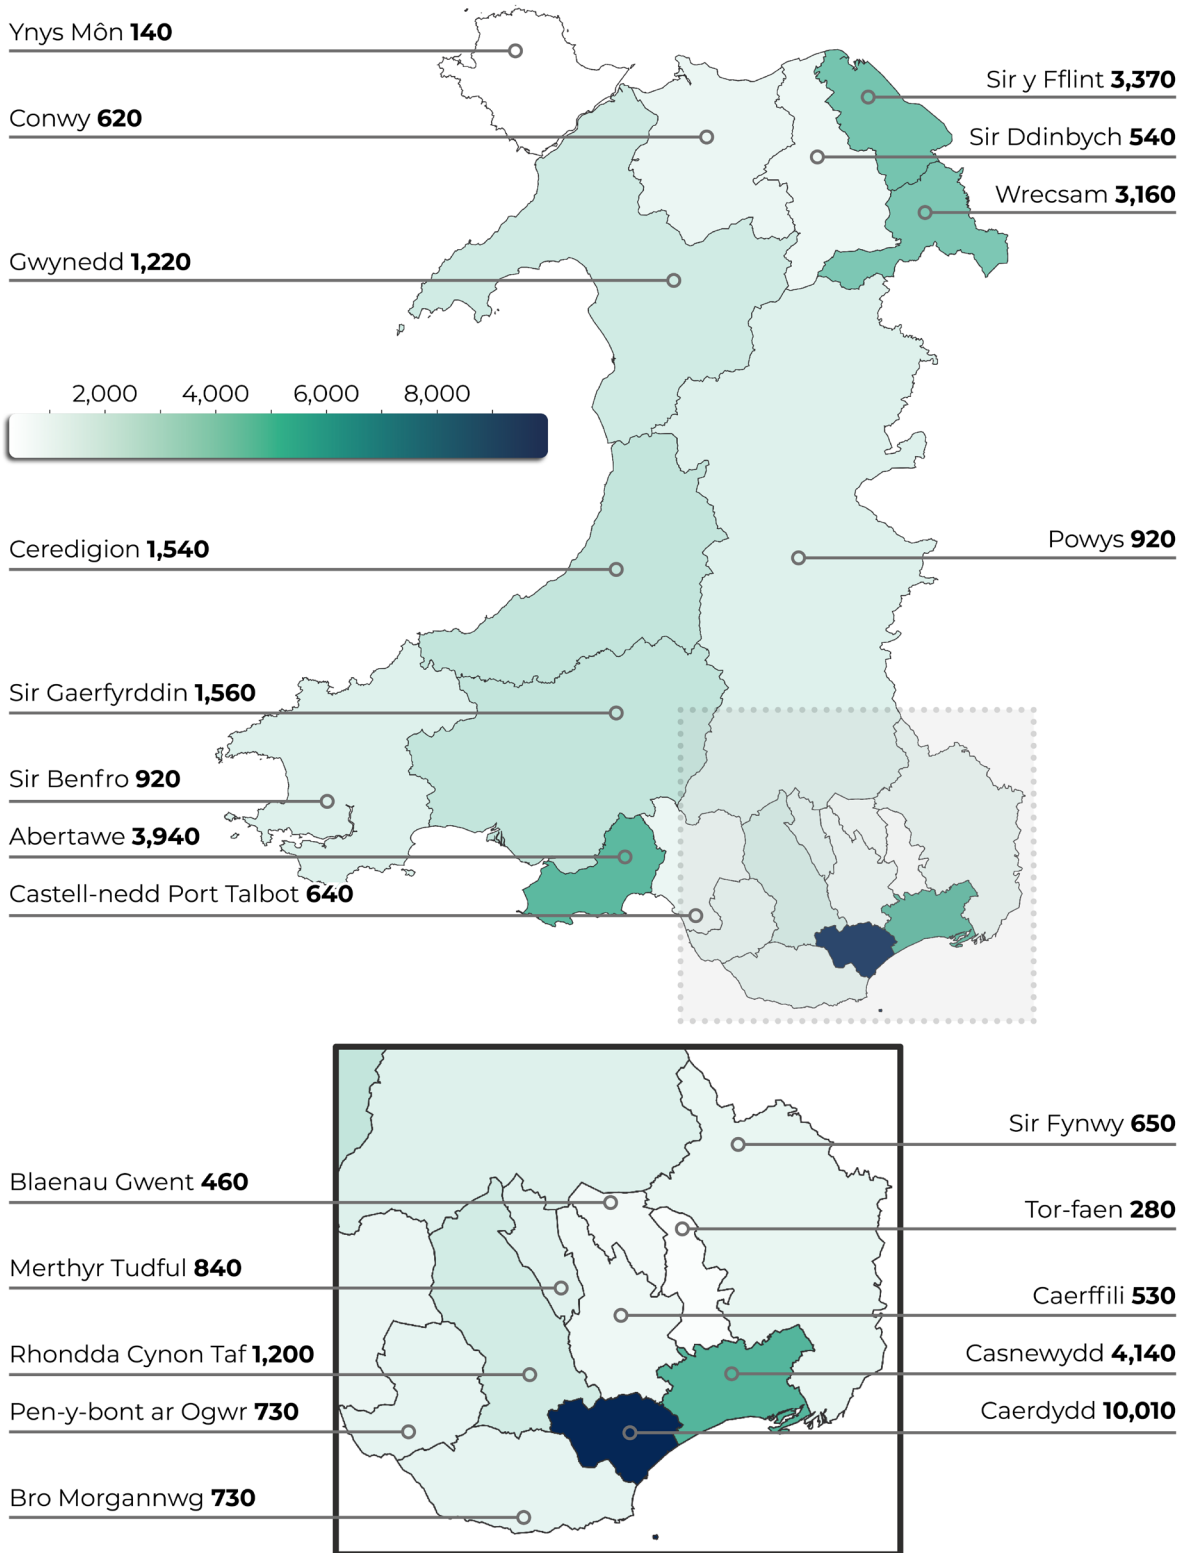 Ynys Môn 140
Sir y Fflint 3,370
Conwy 620
Sir Ddinbych 540
Wrecsam 3,160
Gwynedd 1,220
2,000 4,000 6,000 8,000
Ceredigion 1,540
Powys 920
Sir Gaerfyrddin 1,560
Sir Benfro 920
Abertawe 3,940
Castell-nedd Port Talbot 640
Sir Fynwy 650
Blaenau Gwent 460
Tor-faen 280
Merthyr Tudful 840
Caerffili 530
Rhondda Cynon Taf 1,200
Casnewydd 4,140
Pen-y-bont ar Ogwr 730
Caerdydd 10,010
Bro Morgannwg 730